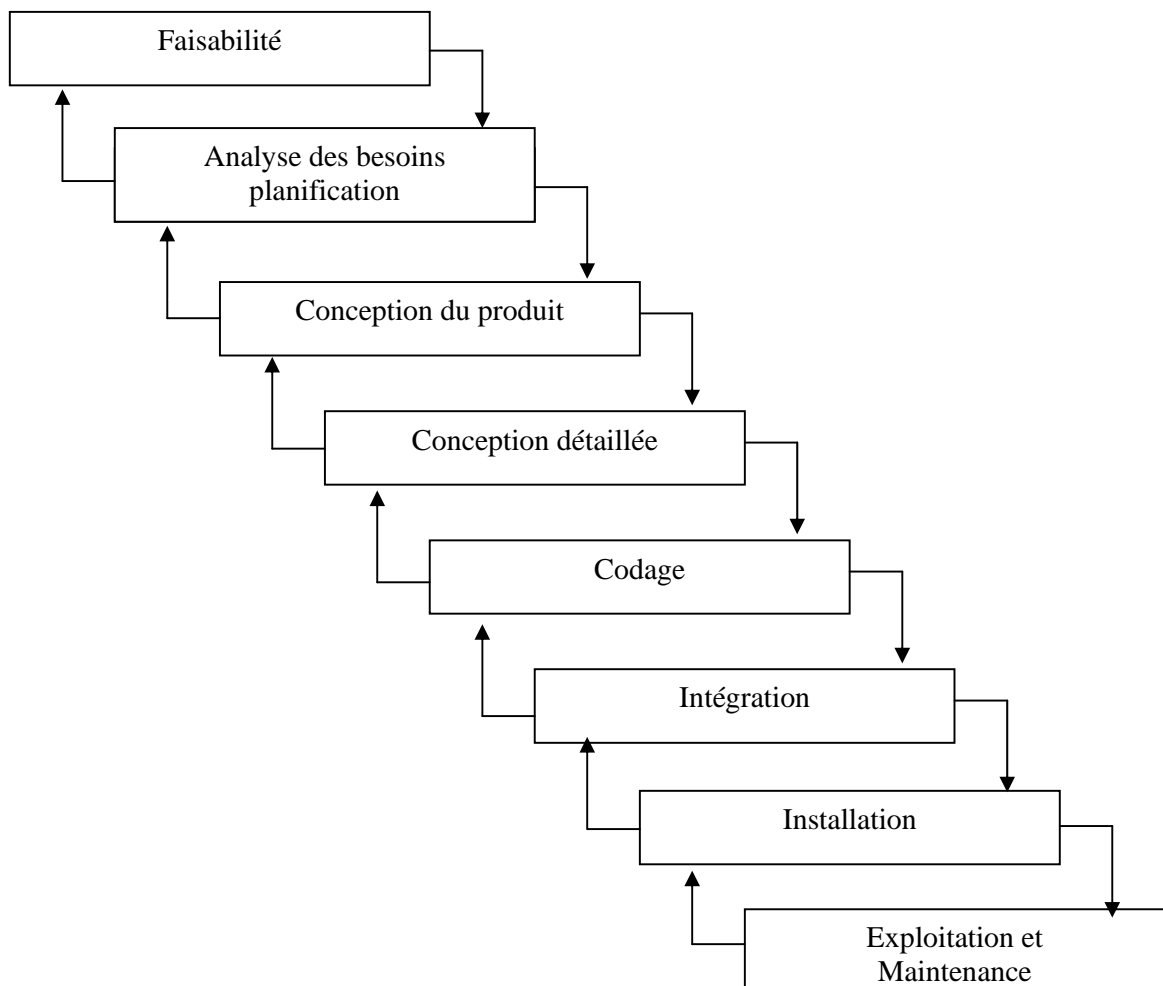 Faisabilité
Analyse des besoins
planification
Conception du produit
Conception détaillée
Codage
Intégration
Installation
Exploitation et
Maintenance